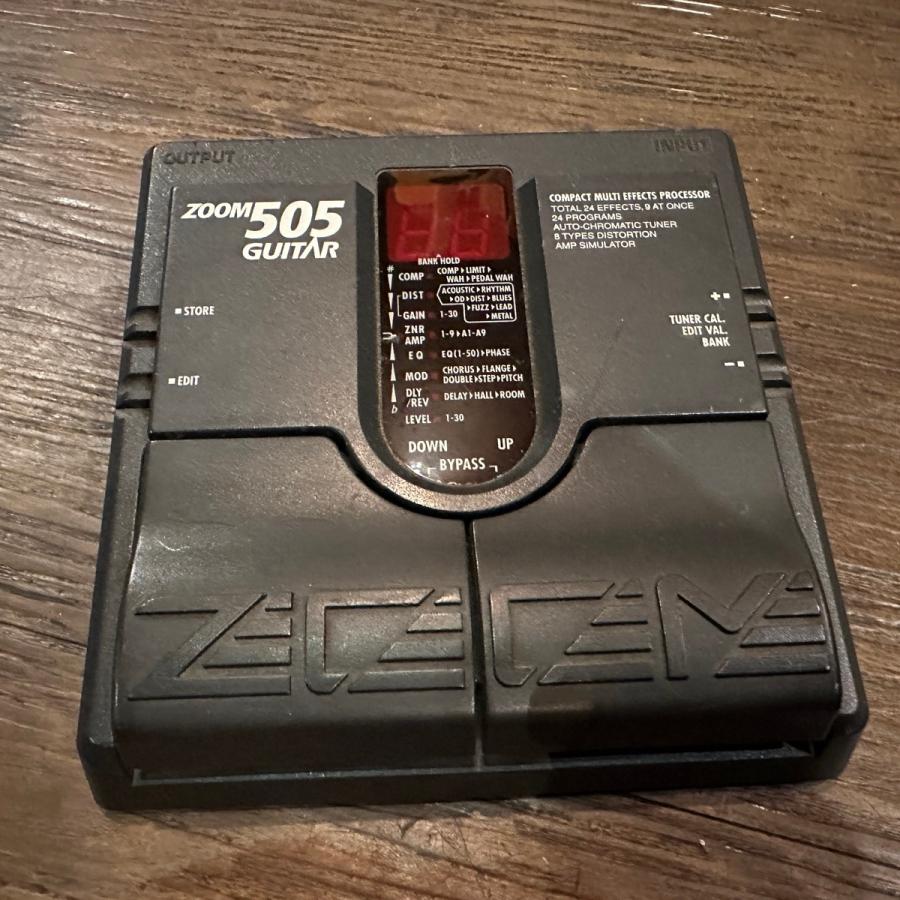 OUTPUT
INPUT
ZOOM 505
GUITAR
COMPACT MULTI EFFECTS PROCESSOR
TOTAL 24 EFFECTS, 9 AT ONCE
24 PROGRAMS
AUTO-CHROMATIC TUNER
8 TYPES DISTORTION
AMP SIMULATOR
■ STORE
■ EDIT
BANK HOLD
# COMP COMP ▸ LIMIT ▸
WAH ▸ PEDAL WAH
DIST ACOUSTIC ▸ RHYTHM
▸ OD ▸ DIST ▸ BLUES
▸ FUZZ ▸ LEAD
▸ METAL
GAIN 1-30
ZNR
AMP 1-9 ▸ A1-A9
EQ EQ(1-50) ▸ PHASE
MOD CHORUS ▸ FLANGE ▸
DOUBLE ▸ STEP ▸ PITCH
♭ DLY
/REV DELAY ▸ HALL ▸ ROOM
LEVEL 1-30
DOWN UP
BYPASS
+ ■
TUNER CAL.
EDIT VAL.
BANK
− ■
ZOOM